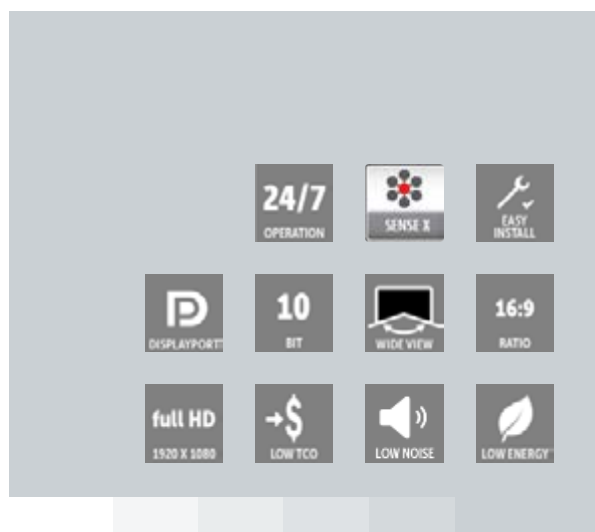 24/7
OPERATION
SENSE X
EASY
INSTALL
DISPLAYPORT
10
BIT
WIDE VIEW
16:9
RATIO
full HD
1920 X 1080
LOW TCO
LOW NOISE
LOW ENERGY